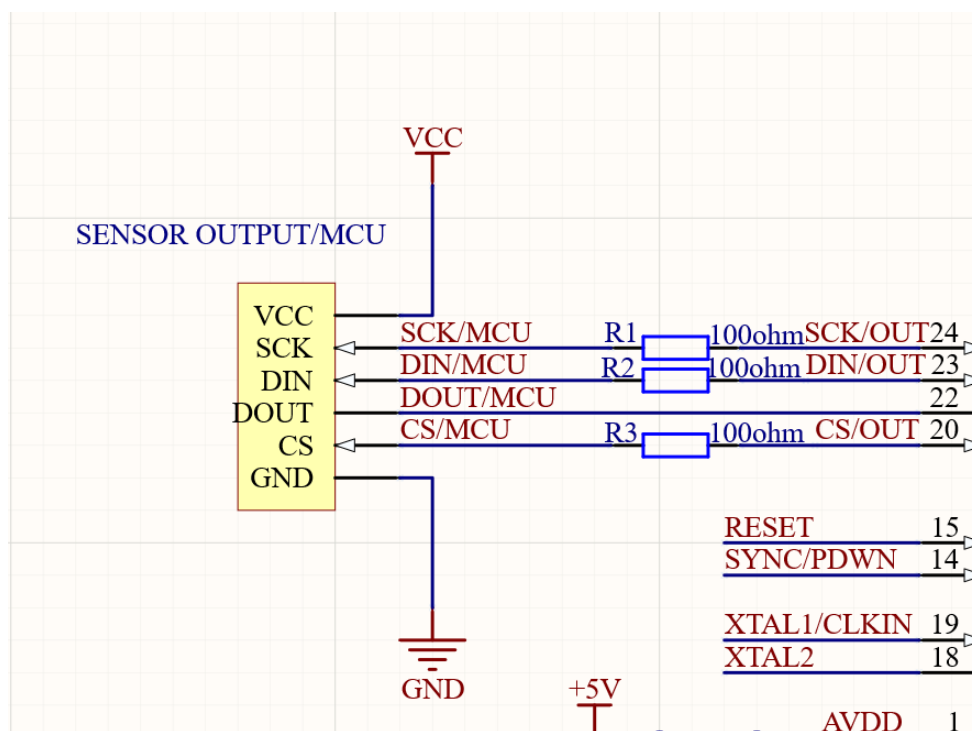 VCC
SENSOR OUTPUT/MCU
VCC
SCK SCK/MCU R1 100ohm SCK/OUT 24
DIN DIN/MCU R2 100ohm DIN/OUT 23
DOUT DOUT/MCU 22
CS CS/MCU R3 100ohm CS/OUT 20
GND
RESET 15
SYNC/PDWN 14
XTAL1/CLKIN 19
XTAL2 18
GND
+5V
AVDD 1